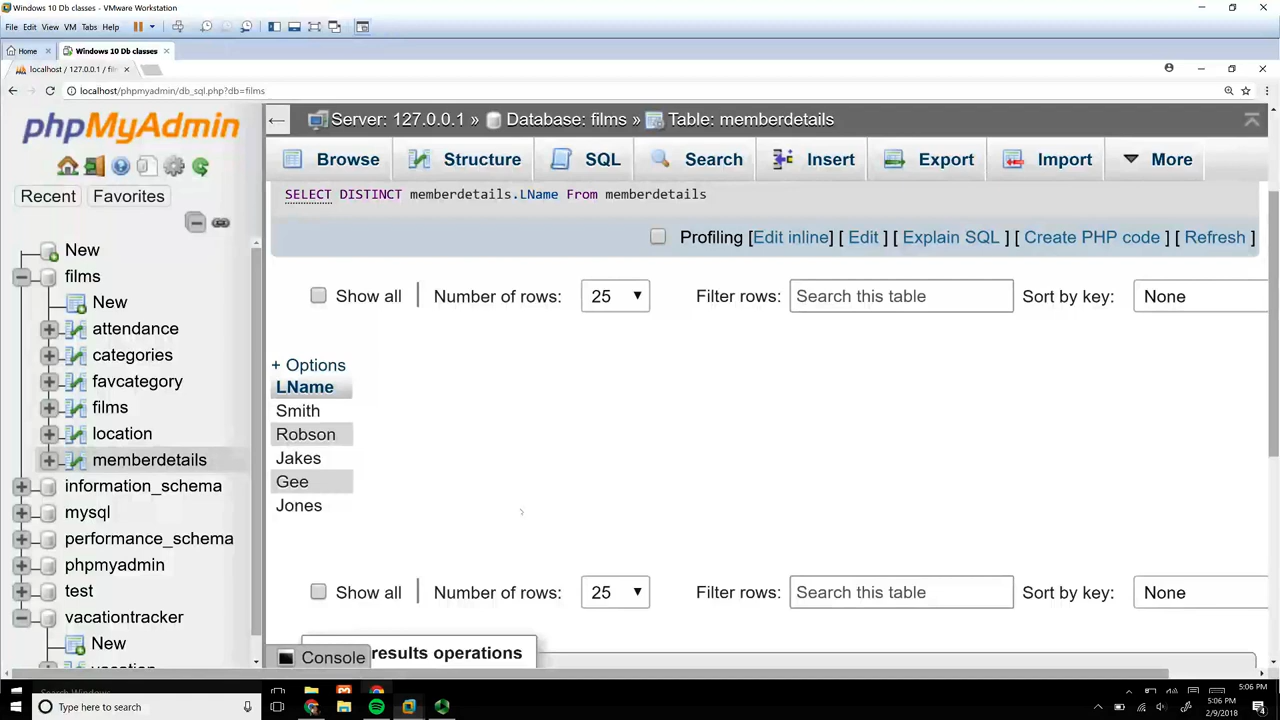 Windows 10 Db classes - VMware Workstation
File Edit View VM Tabs Help
Home Windows 10 Db classes
localhost / 127.0.0.1 / film
localhost/phpmyadmin/db_sql.php?db=films
phpMyAdmin
Recent Favorites
New
films
New
attendance
categories
favcategory
films
location
memberdetails
information_schema
mysql
performance_schema
phpmyadmin
test
vacationtracker
New
Server: 127.0.0.1 » Database: films » Table: memberdetails
Browse Structure SQL Search Insert Export Import More
SELECT DISTINCT memberdetails.LName From memberdetails
Profiling [Edit inline] [ Edit ] [ Explain SQL ] [ Create PHP code ] [ Refresh ]
Show all Number of rows: 25 Filter rows: Search this table Sort by key: None
+ Options
LName
Smith
Robson
Jakes
Gee
Jones
Show all Number of rows: 25 Filter rows: Search this table Sort by key: None
results operations
Console
Search Windows
5:06 PM
Type here to search
5:06 PM
2/9/2018